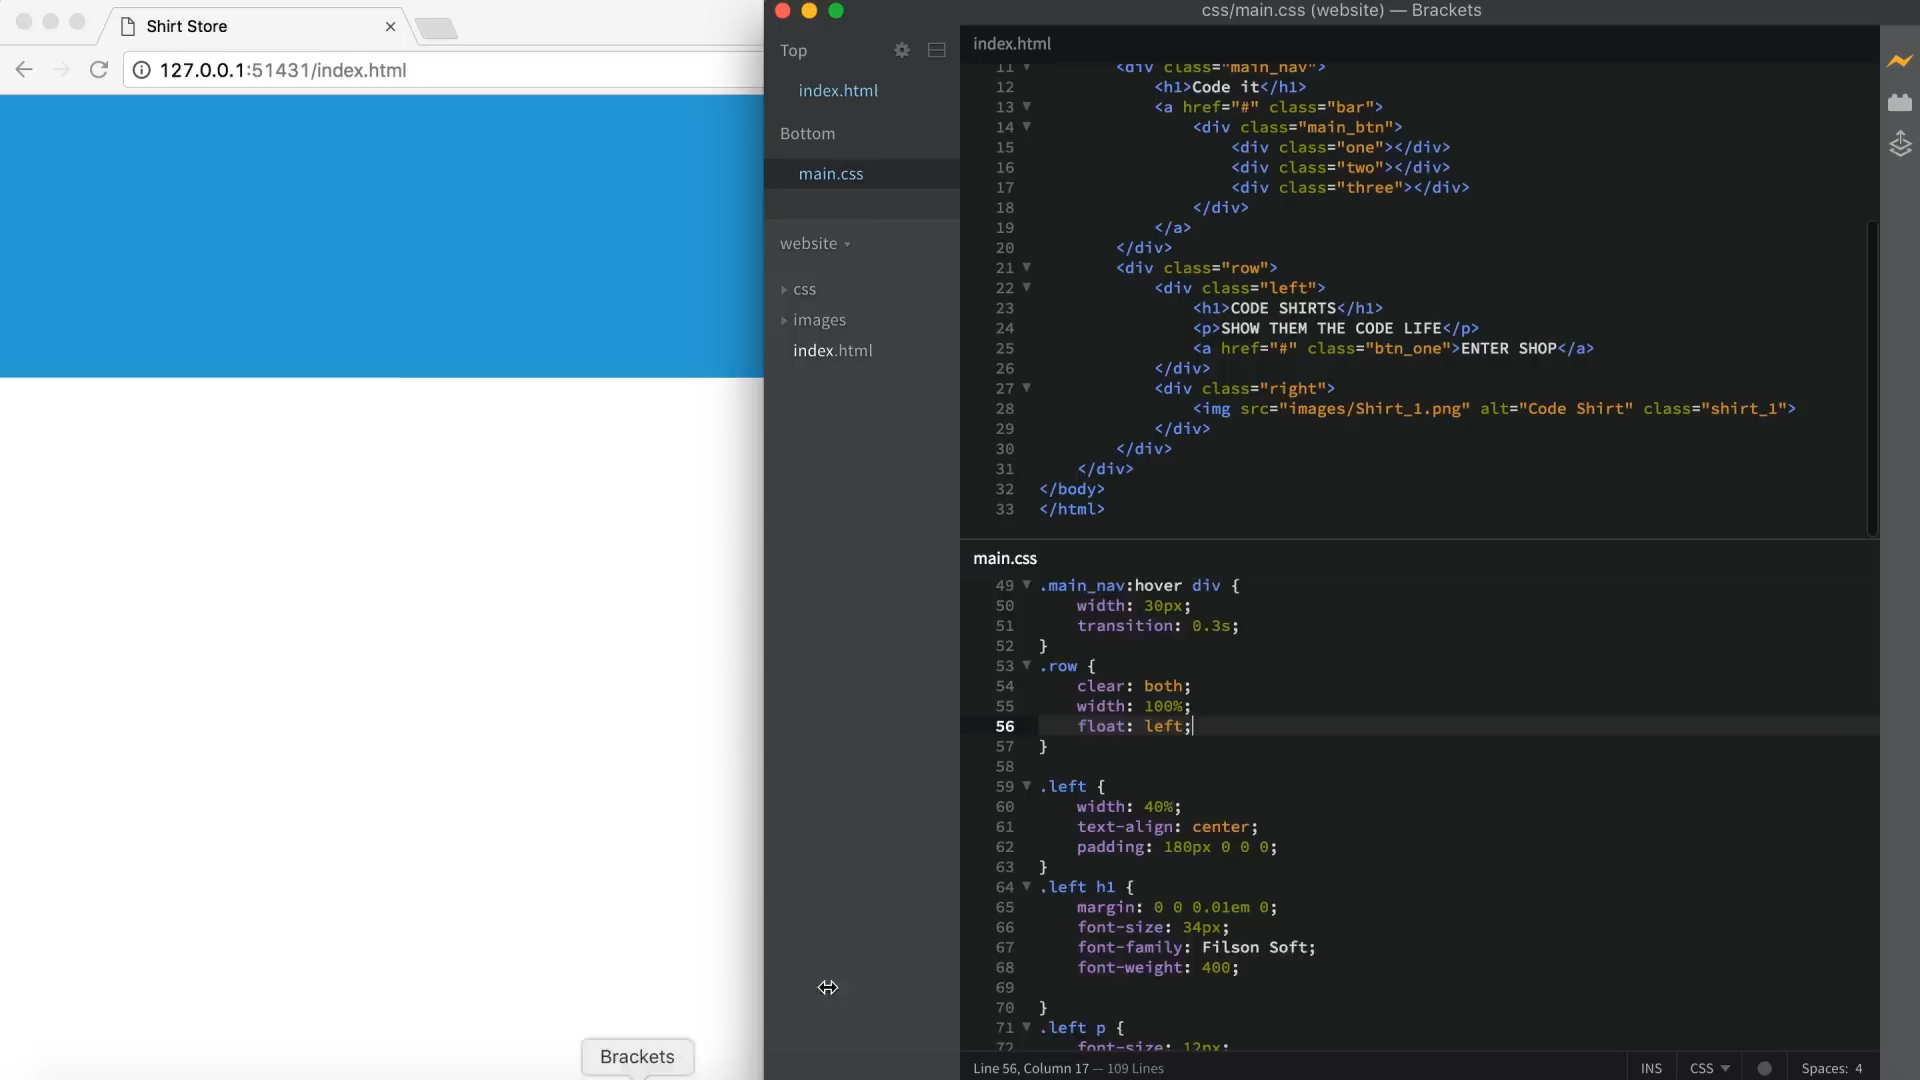 Shirt Store
127.0.0.1:51431/index.html
Brackets
css/main.css (website) — Brackets
Top
index.html
Bottom
main.css
website
css
images
index.html
index.html
11 <div class="main_nav">
12 <h1>Code it</h1>
13 <a href="#" class="bar">
14 <div class="main_btn">
15 <div class="one"></div>
16 <div class="two"></div>
17 <div class="three"></div>
18 </div>
19 </a>
20 </div>
21 <div class="row">
22 <div class="left">
23 <h1>CODE SHIRTS</h1>
24 <p>SHOW THEM THE CODE LIFE</p>
25 <a href="#" class="btn_one">ENTER SHOP</a>
26 </div>
27 <div class="right">
28 <img src="images/Shirt_1.png" alt="Code Shirt" class="shirt_1">
29 </div>
30 </div>
31 </div>
32 </body>
33 </html>
main.css
49 .main_nav:hover div {
50 width: 30px;
51 transition: 0.3s;
52 }
53 .row {
54 clear: both;
55 width: 100%;
56 float: left;
57 }
58
59 .left {
60 width: 40%;
61 text-align: center;
62 padding: 180px 0 0 0;
63 }
64 .left h1 {
65 margin: 0 0 0.01em 0;
66 font-size: 34px;
67 font-family: Filson Soft;
68 font-weight: 400;
69
70 }
71 .left p {
72 font-size: 12px;
Line 56, Column 17 — 109 Lines
INS
CSS
Spaces: 4